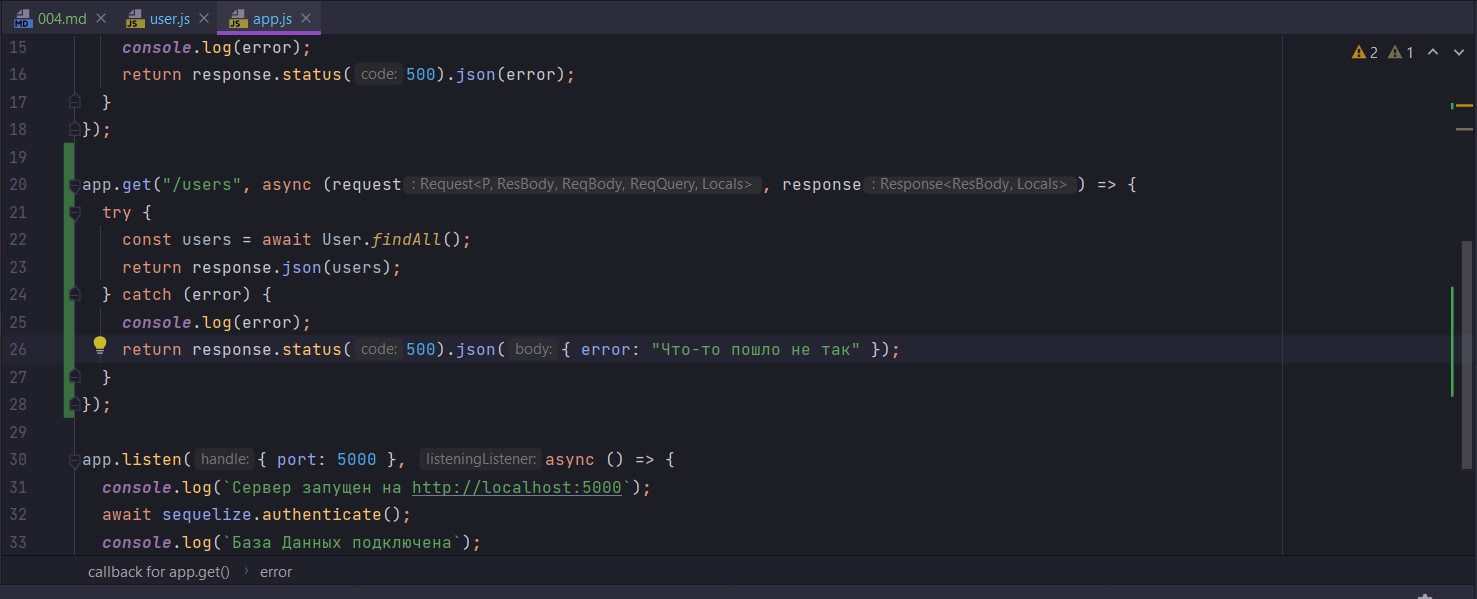 004.md
user.js
app.js
2 1
15 console.log(error);
16 return response.status( code: 500).json(error);
17 }
18 });
19
20 app.get("/users", async (request : Request<P, ResBody, ReqBody, ReqQuery, Locals> , response : Response<ResBody, Locals> ) => {
21 try {
22 const users = await User.findAll();
23 return response.json(users);
24 } catch (error) {
25 console.log(error);
26 return response.status( code: 500).json( body: { error: "Что-то пошло не так" });
27 }
28 });
29
30 app.listen( handle: { port: 5000 }, listeningListener: async () => {
31 console.log(`Сервер запущен на http://localhost:5000`);
32 await sequelize.authenticate();
33 console.log(`База Данных подключена`);
callback for app.get() › error